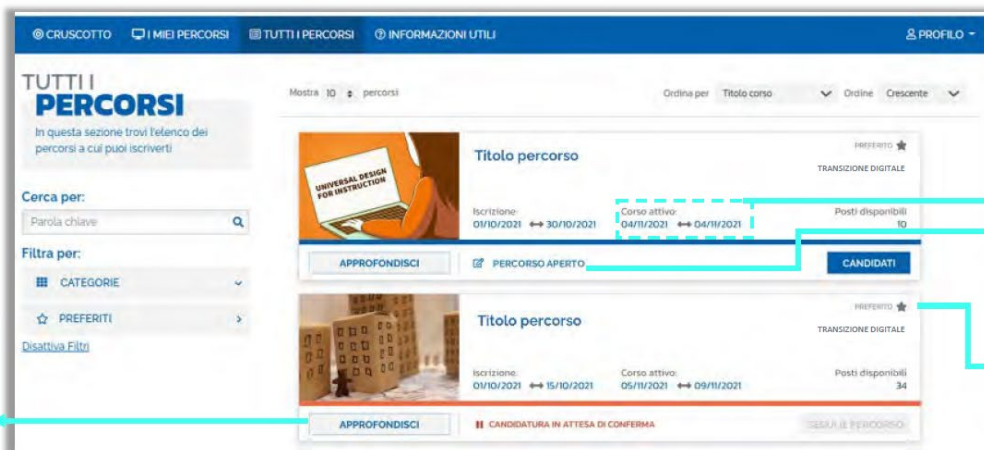 CRUSCOTTO I MIEI PERCORSI TUTTI I PERCORSI INFORMAZIONI UTILI PROFILO
TUTTI I
PERCORSI
In questa sezione trovi l'elenco dei
percorsi a cui puoi iscriverti
Cerca per:
Parola chiave
Filtra per:
CATEGORIE
PREFERITI
Disattiva Filtri
Mostra 10 percorsi
Ordina per Titolo corso Ordine Crescente
UNIVERSAL DESIGN
FOR INSTRUCTION
Titolo percorso
PREFERITO
TRANSIZIONE DIGITALE
Iscrizione: Corso attivo: Posti disponibili
01/10/2021 30/10/2021 04/11/2021 04/11/2021 10
APPROFONDISCI PERCORSO APERTO CANDIDATI
Titolo percorso
PREFERITO
TRANSIZIONE DIGITALE
Iscrizione: Corso attivo: Posti disponibili
01/10/2021 15/10/2021 05/11/2021 09/11/2021 34
APPROFONDISCI CANDIDATURA IN ATTESA DI CONFERMA SEGUI IL PERCORSO